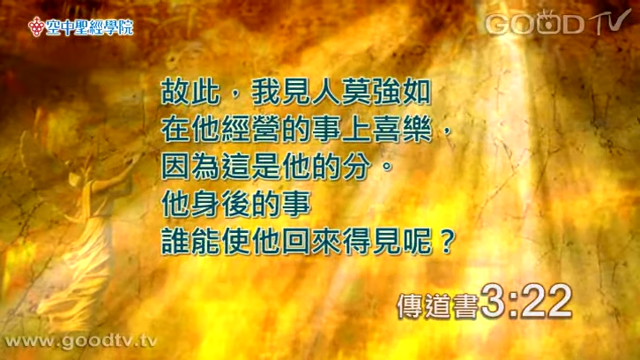 空中聖經學院
GOOD TV
故此，我見人莫強如
在他經營的事上喜樂，
因為這是他的分。
他身後的事
誰能使他回來得見呢？
傳道書3:22
www.goodtv.tv